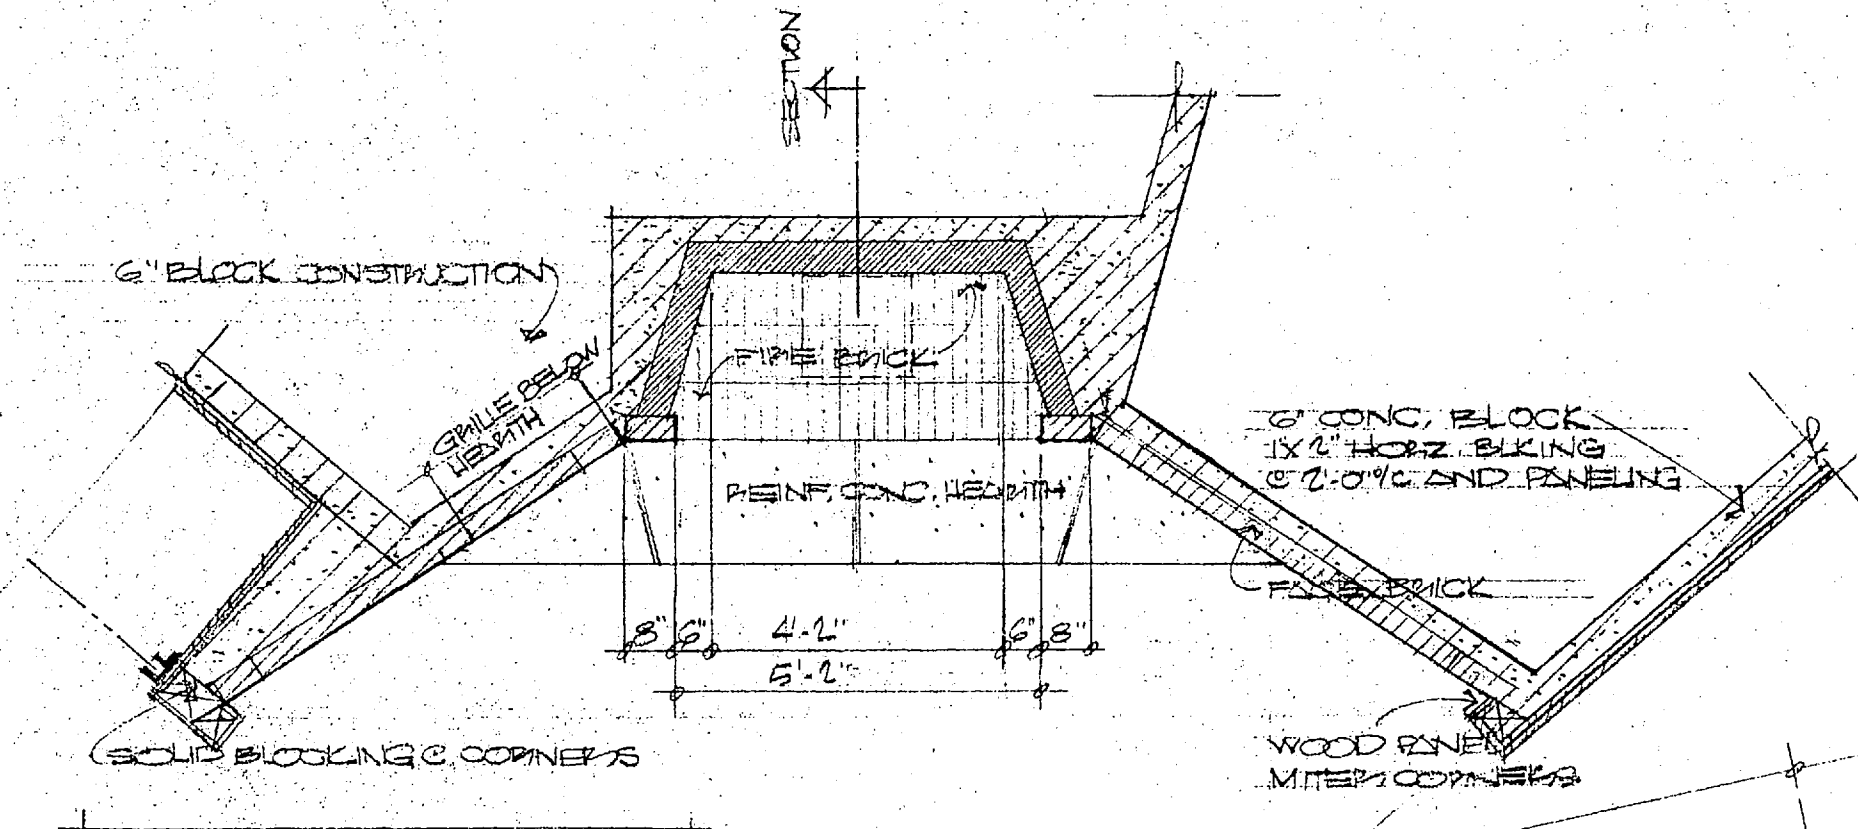 SECTION
6" BLOCK CONSTRUCTION
GRILLE BELOW
HEARTH
FIRE BRICK
6" CONC. BLOCK
1X2" HORZ. BLKING
@ 2'-0" O/C AND PANELING
REINF. CONC. HEARTH
FACE BRICK
8" 6" 4'-2" 6" 8"
5'-2"
SOLID BLOCKING @ CORNERS
WOOD PANEL
MITER CORNERS